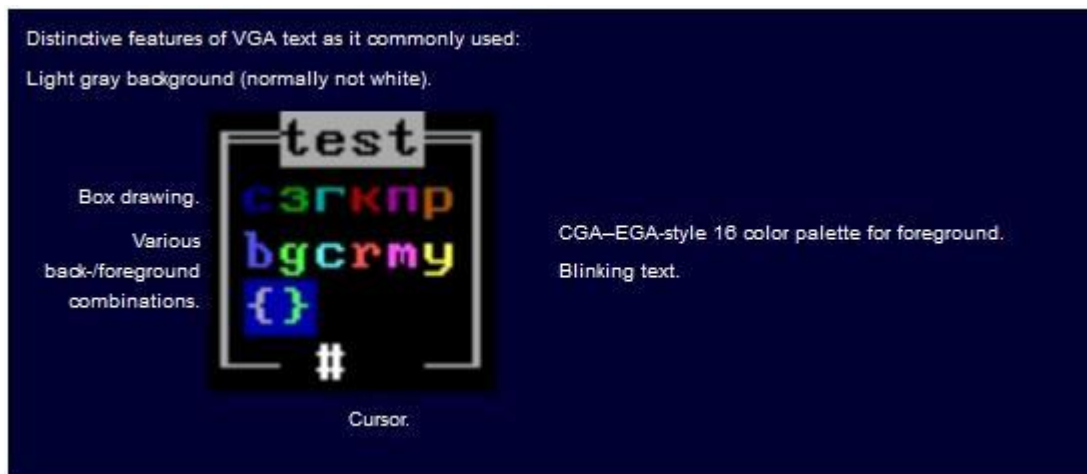 Distinctive features of VGA text as it commonly used:
Light gray background (normally not white).
test
Box drawing.
сзгкпр
Various
back-/foreground
combinations.
bgcrmy
{}
#
CGA–EGA-style 16 color palette for foreground.
Blinking text.
Cursor.